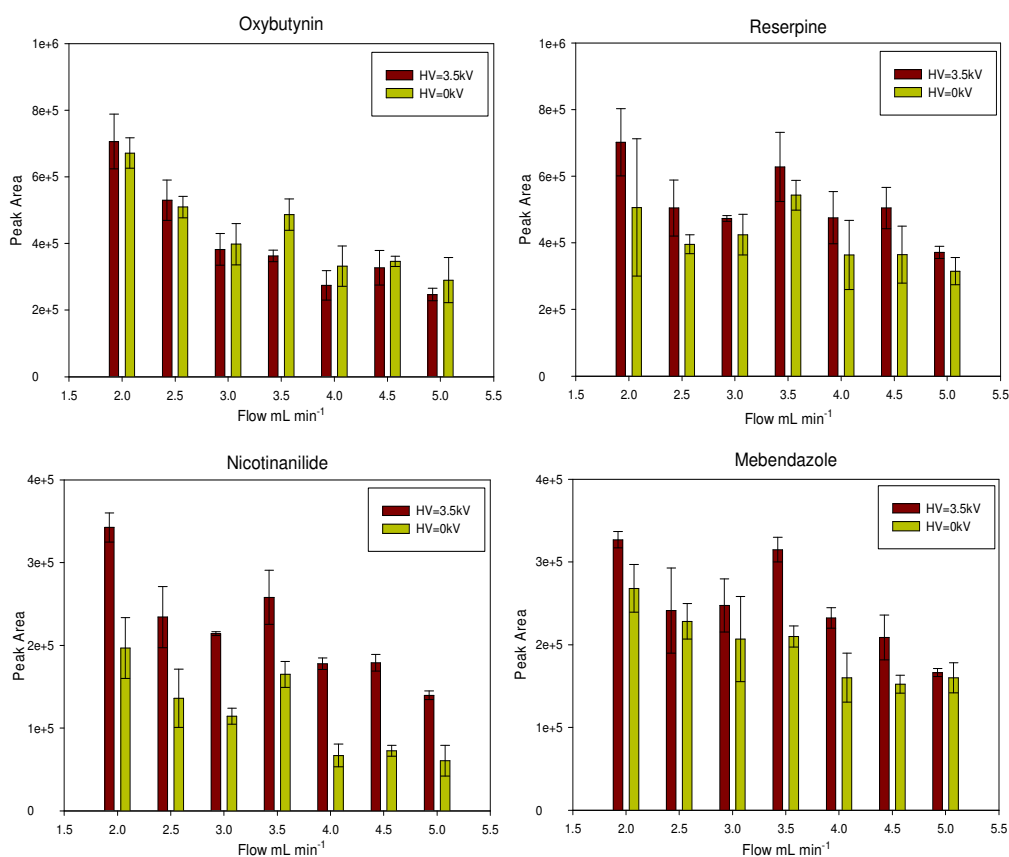 Oxybutynin
1e+6
8e+5
6e+5
4e+5
2e+5
0
Peak Area
HV=3.5kV
HV=0kV
1.5 2.0 2.5 3.0 3.5 4.0 4.5 5.0 5.5
Flow mL min⁻¹
Reserpine
1e+6
8e+5
6e+5
4e+5
2e+5
0
Peak Area
HV=3.5kV
HV=0kV
1.5 2.0 2.5 3.0 3.5 4.0 4.5 5.0 5.5
Flow mL min⁻¹
Nicotinanilide
4e+5
3e+5
2e+5
1e+5
0
Peak Area
HV=3.5kV
HV=0kV
1.5 2.0 2.5 3.0 3.5 4.0 4.5 5.0 5.5
Flow mL min⁻¹
Mebendazole
4e+5
3e+5
2e+5
1e+5
0
Peak Area
HV=3.5kV
HV=0kV
1.5 2.0 2.5 3.0 3.5 4.0 4.5 5.0 5.5
Flow mL min⁻¹